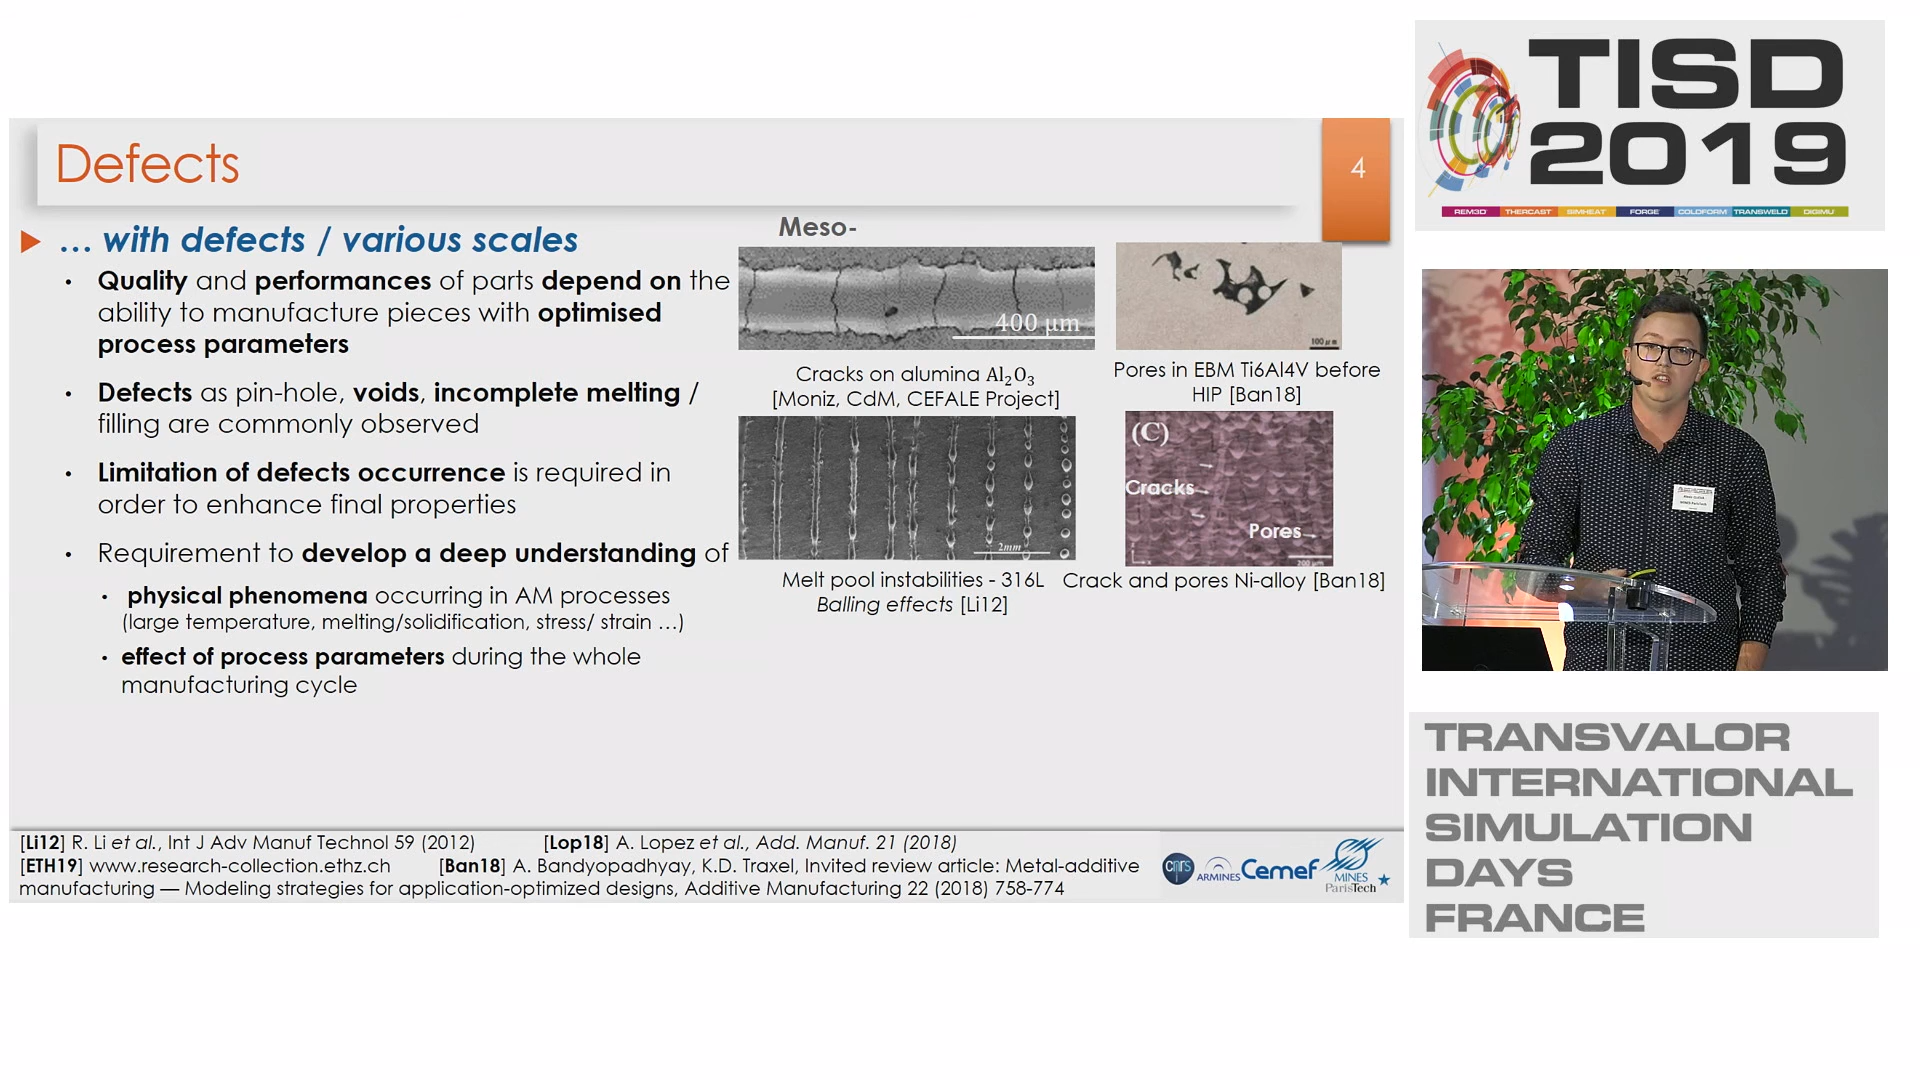 Defects
4
... with defects / various scales
Quality and performances of parts depend on the
ability to manufacture pieces with optimised
process parameters
Defects as pin-hole, voids, incomplete melting /
filling are commonly observed
Limitation of defects occurrence is required in
order to enhance final properties
Requirement to develop a deep understanding of
physical phenomena occurring in AM processes
(large temperature, melting/solidification, stress/ strain ...)
effect of process parameters during the whole
manufacturing cycle
Meso-
400 μm
Cracks on alumina Al₂O₃
[Moniz, CdM, CEFALE Project]
100 μm
Pores in EBM Ti6Al4V before
HIP [Ban18]
2mm
Melt pool instabilities - 316L
Balling effects [Li12]
(C)
Cracks
Pores
200 μm
Crack and pores Ni-alloy [Ban18]
[Li12] R. Li et al., Int J Adv Manuf Technol 59 (2012) [Lop18] A. Lopez et al., Add. Manuf. 21 (2018)
[ETH19] www.research-collection.ethz.ch [Ban18] A. Bandyopadhyay, K.D. Traxel, Invited review article: Metal-additive
manufacturing — Modeling strategies for application-optimized designs, Additive Manufacturing 22 (2018) 758-774
cnrs
ARMINES
Cemef
MINES
ParisTech
TISD
2019
REM3D THERCAST SIMHEAT FORGE COLDFORM TRANSWELD DIGIMU
TRANSVALOR
INTERNATIONAL
SIMULATION
DAYS
FRANCE